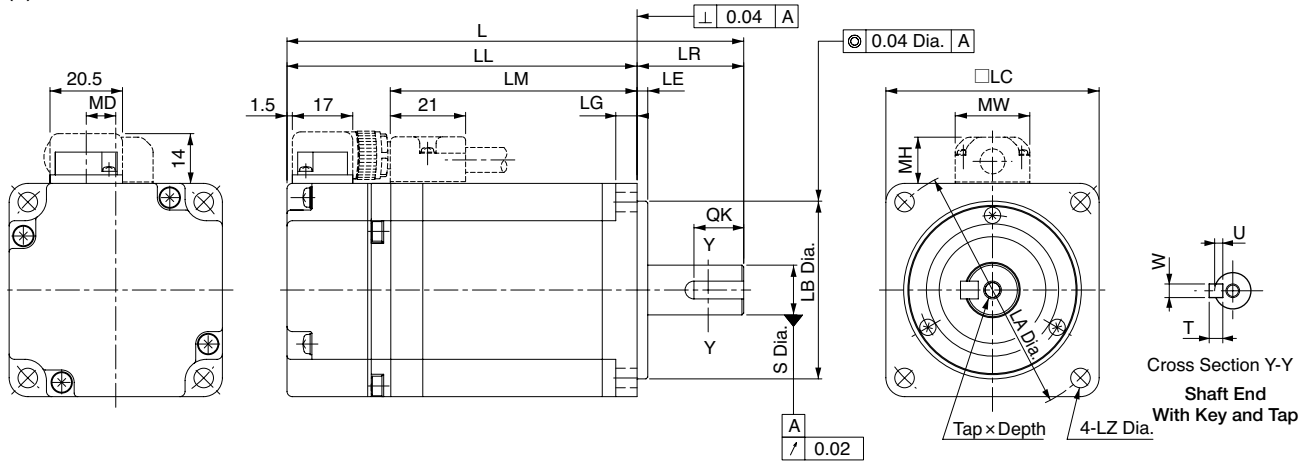 ⊥ 0.04 A
L
◎ 0.04 Dia. A
LL
LR
LM
LE
20.5
MD
1.5
17
21
LG
14
□LC
MW
MH
QK
Y
LB Dia.
Y
S Dia.
A
↗ 0.02
LA Dia.
Tap × Depth
4-LZ Dia.
U
W
T
Cross Section Y-Y
Shaft End
With Key and Tap